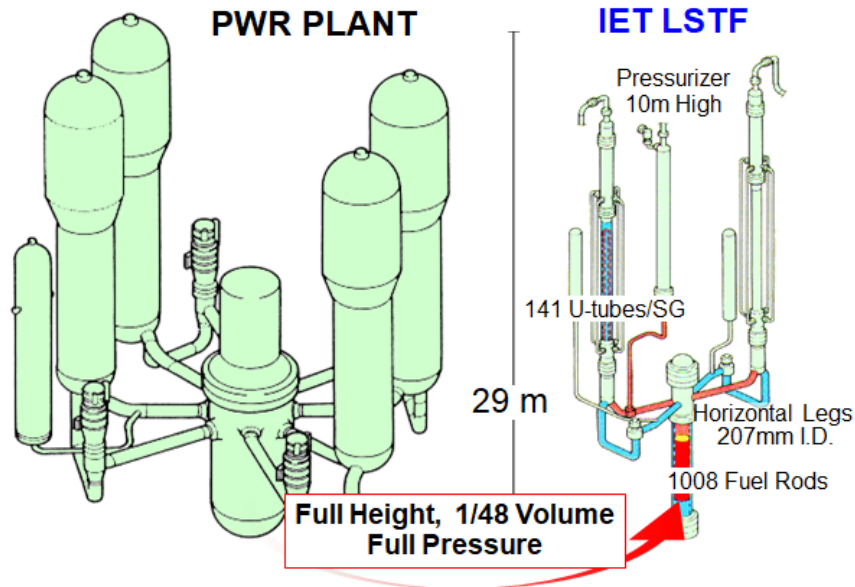 PWR PLANT
IET LSTF
Pressurizer
10m High
141 U-tubes/SG
29 m
Horizontal Legs
207mm I.D.
1008 Fuel Rods
Full Height, 1/48 Volume
Full Pressure